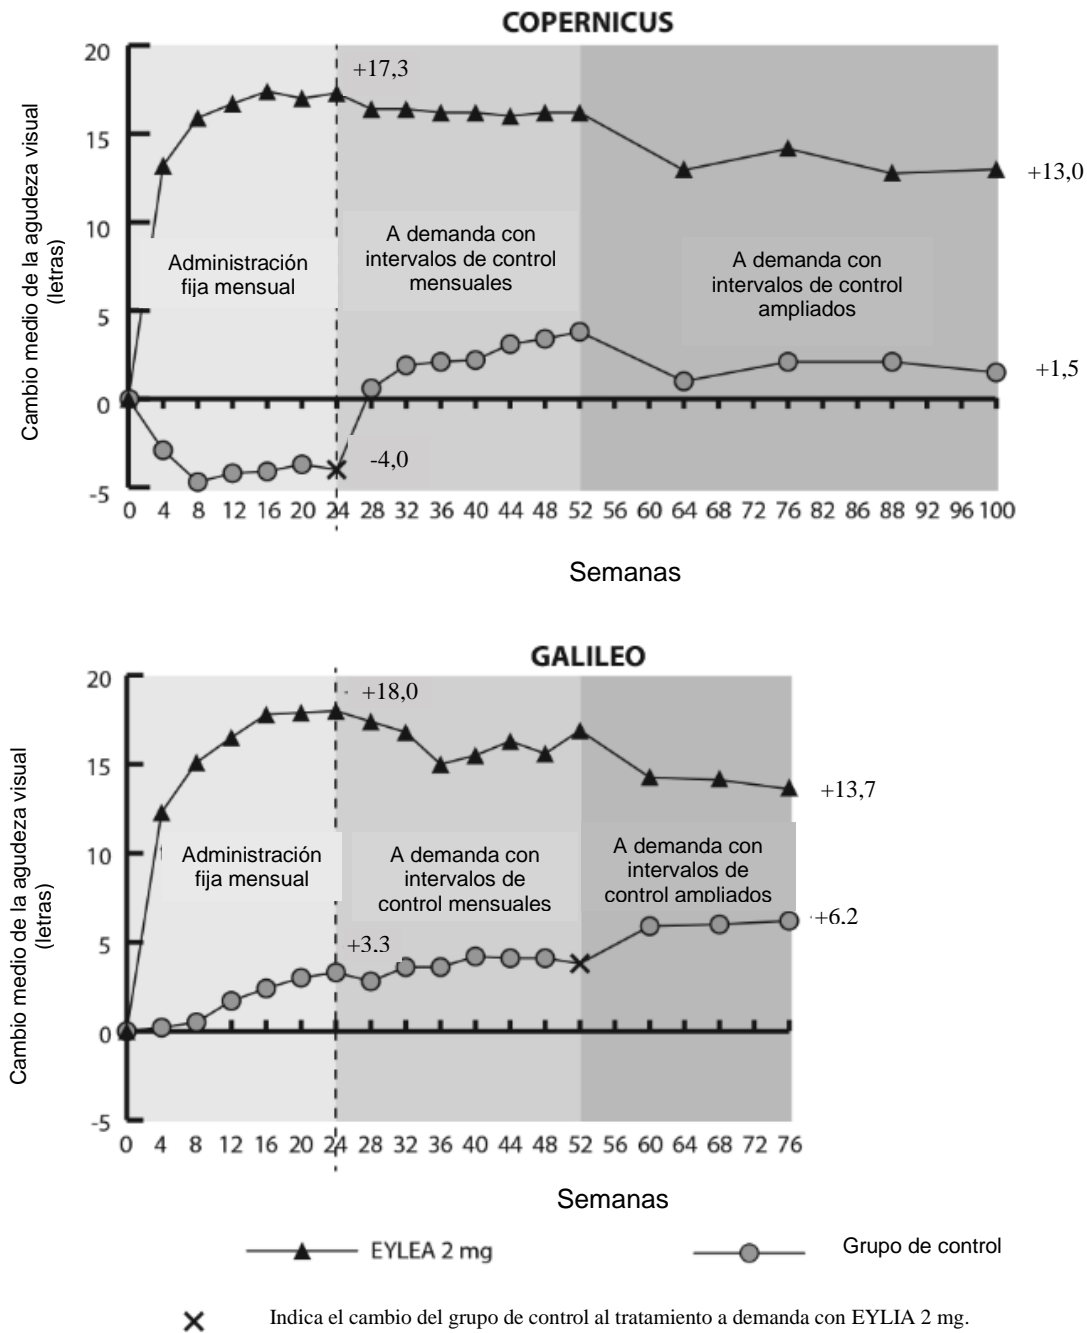 COPERNICUS
Cambio medio de la agudeza visual
(letras)
20
15
10
5
0
-5
+17,3
+13,0
Administración
fija mensual
A demanda con
intervalos de control
mensuales
A demanda con
intervalos de control
ampliados
+1,5
-4,0
0 4 8 12 16 20 24 28 32 36 40 44 48 52 56 60 64 68 72 76 82 86 88 92 96 100
Semanas
GALILEO
Cambio medio de la agudeza visual
(letras)
20
15
10
5
0
-5
+18,0
+13,7
Administración
fija mensual
A demanda con
intervalos de
control mensuales
A demanda con
intervalos de
control ampliados
+3,3
+6,2
0 4 8 12 16 20 24 28 32 36 40 44 48 52 60 64 68 72 76
Semanas
EYLEA 2 mg
Grupo de control
Indica el cambio del grupo de control al tratamiento a demanda con EYLIA 2 mg.